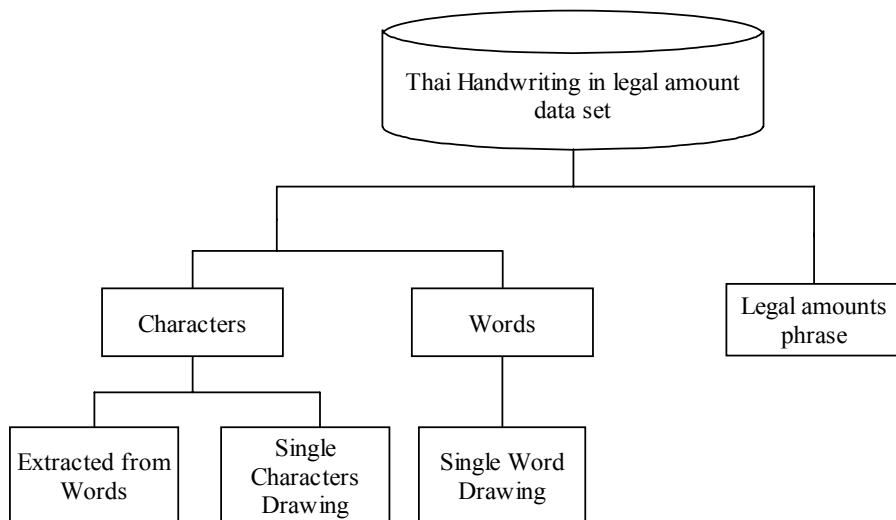 Thai Handwriting in legal amount
data set
Characters
Words
Legal amounts
phrase
Extracted from
Words
Single
Characters
Drawing
Single Word
Drawing